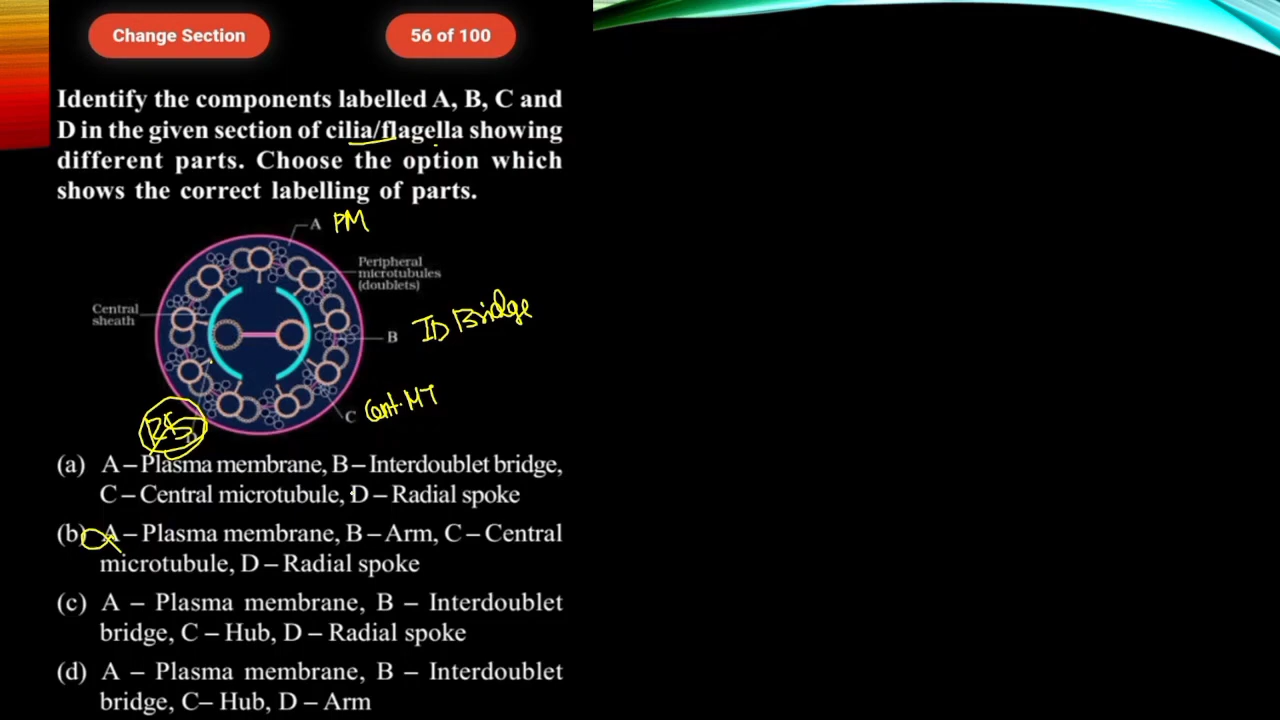 Change Section
56 of 100
Identify the components labelled A, B, C and
D in the given section of cilia/flagella showing
different parts. Choose the option which
shows the correct labelling of parts.
A PM
Peripheral
microtubules
(doublets)
Central
sheath
B ID Bridge
C Cent. MT
RS
D
(a) A – Plasma membrane, B – Interdoublet bridge,
C – Central microtubule, D – Radial spoke
(b) A – Plasma membrane, B – Arm, C – Central
microtubule, D – Radial spoke
(c) A – Plasma membrane, B – Interdoublet
bridge, C – Hub, D – Radial spoke
(d) A – Plasma membrane, B – Interdoublet
bridge, C– Hub, D – Arm